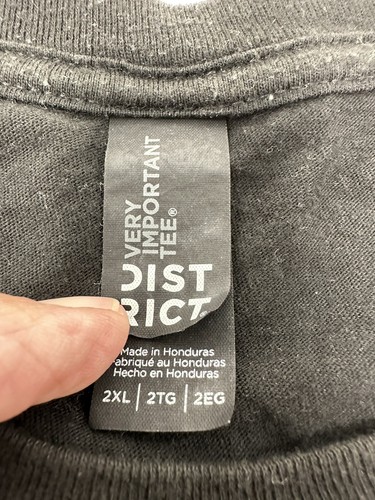 VERY
IMPORTANT
TEE®
DIST
RICT
Made in Honduras
Fabriqué au Honduras
Hecho en Honduras
2XL | 2TG | 2EG